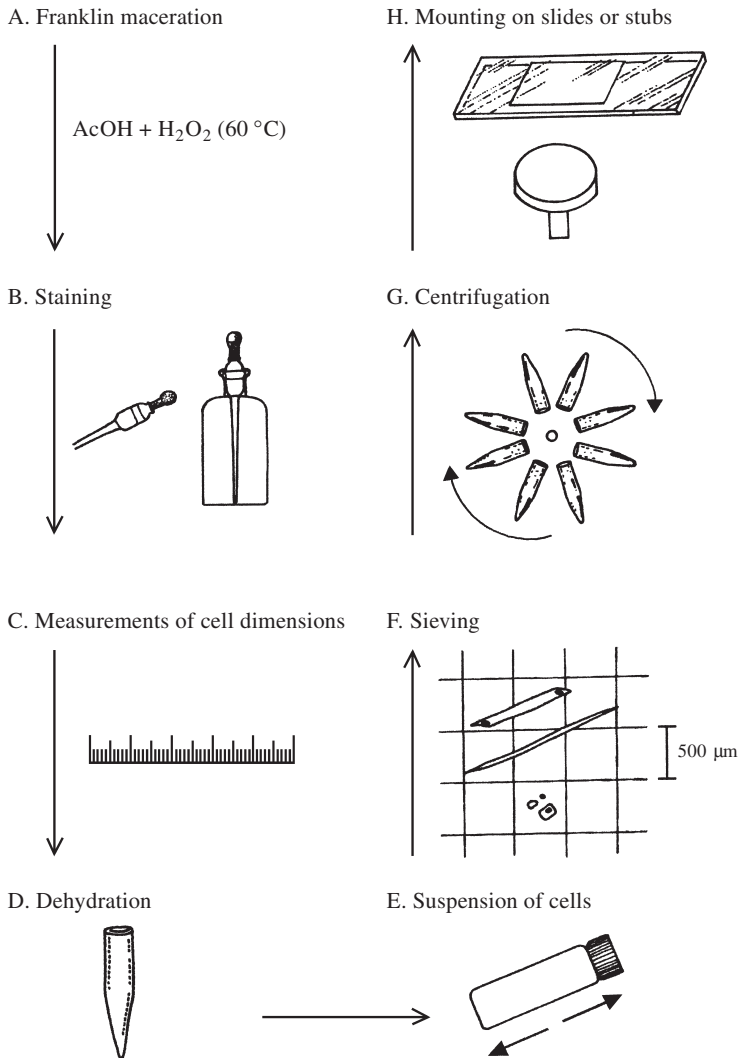 A. Franklin maceration
AcOH + H₂O₂ (60 °C)
B. Staining
C. Measurements of cell dimensions
D. Dehydration
E. Suspension of cells
F. Sieving
500 µm
G. Centrifugation
H. Mounting on slides or stubs